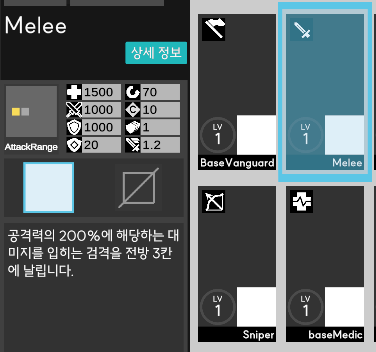 Melee
상세 정보
1500
70
1000
C
10
1000
1
20
1.2
AttackRange
공격력의 200%에 해당하는 대
미지를 입히는 검격을 전방 3칸
에 날립니다.
LV
1
BaseVanguard
LV
1
Melee
LV
1
Sniper
LV
1
baseMedic